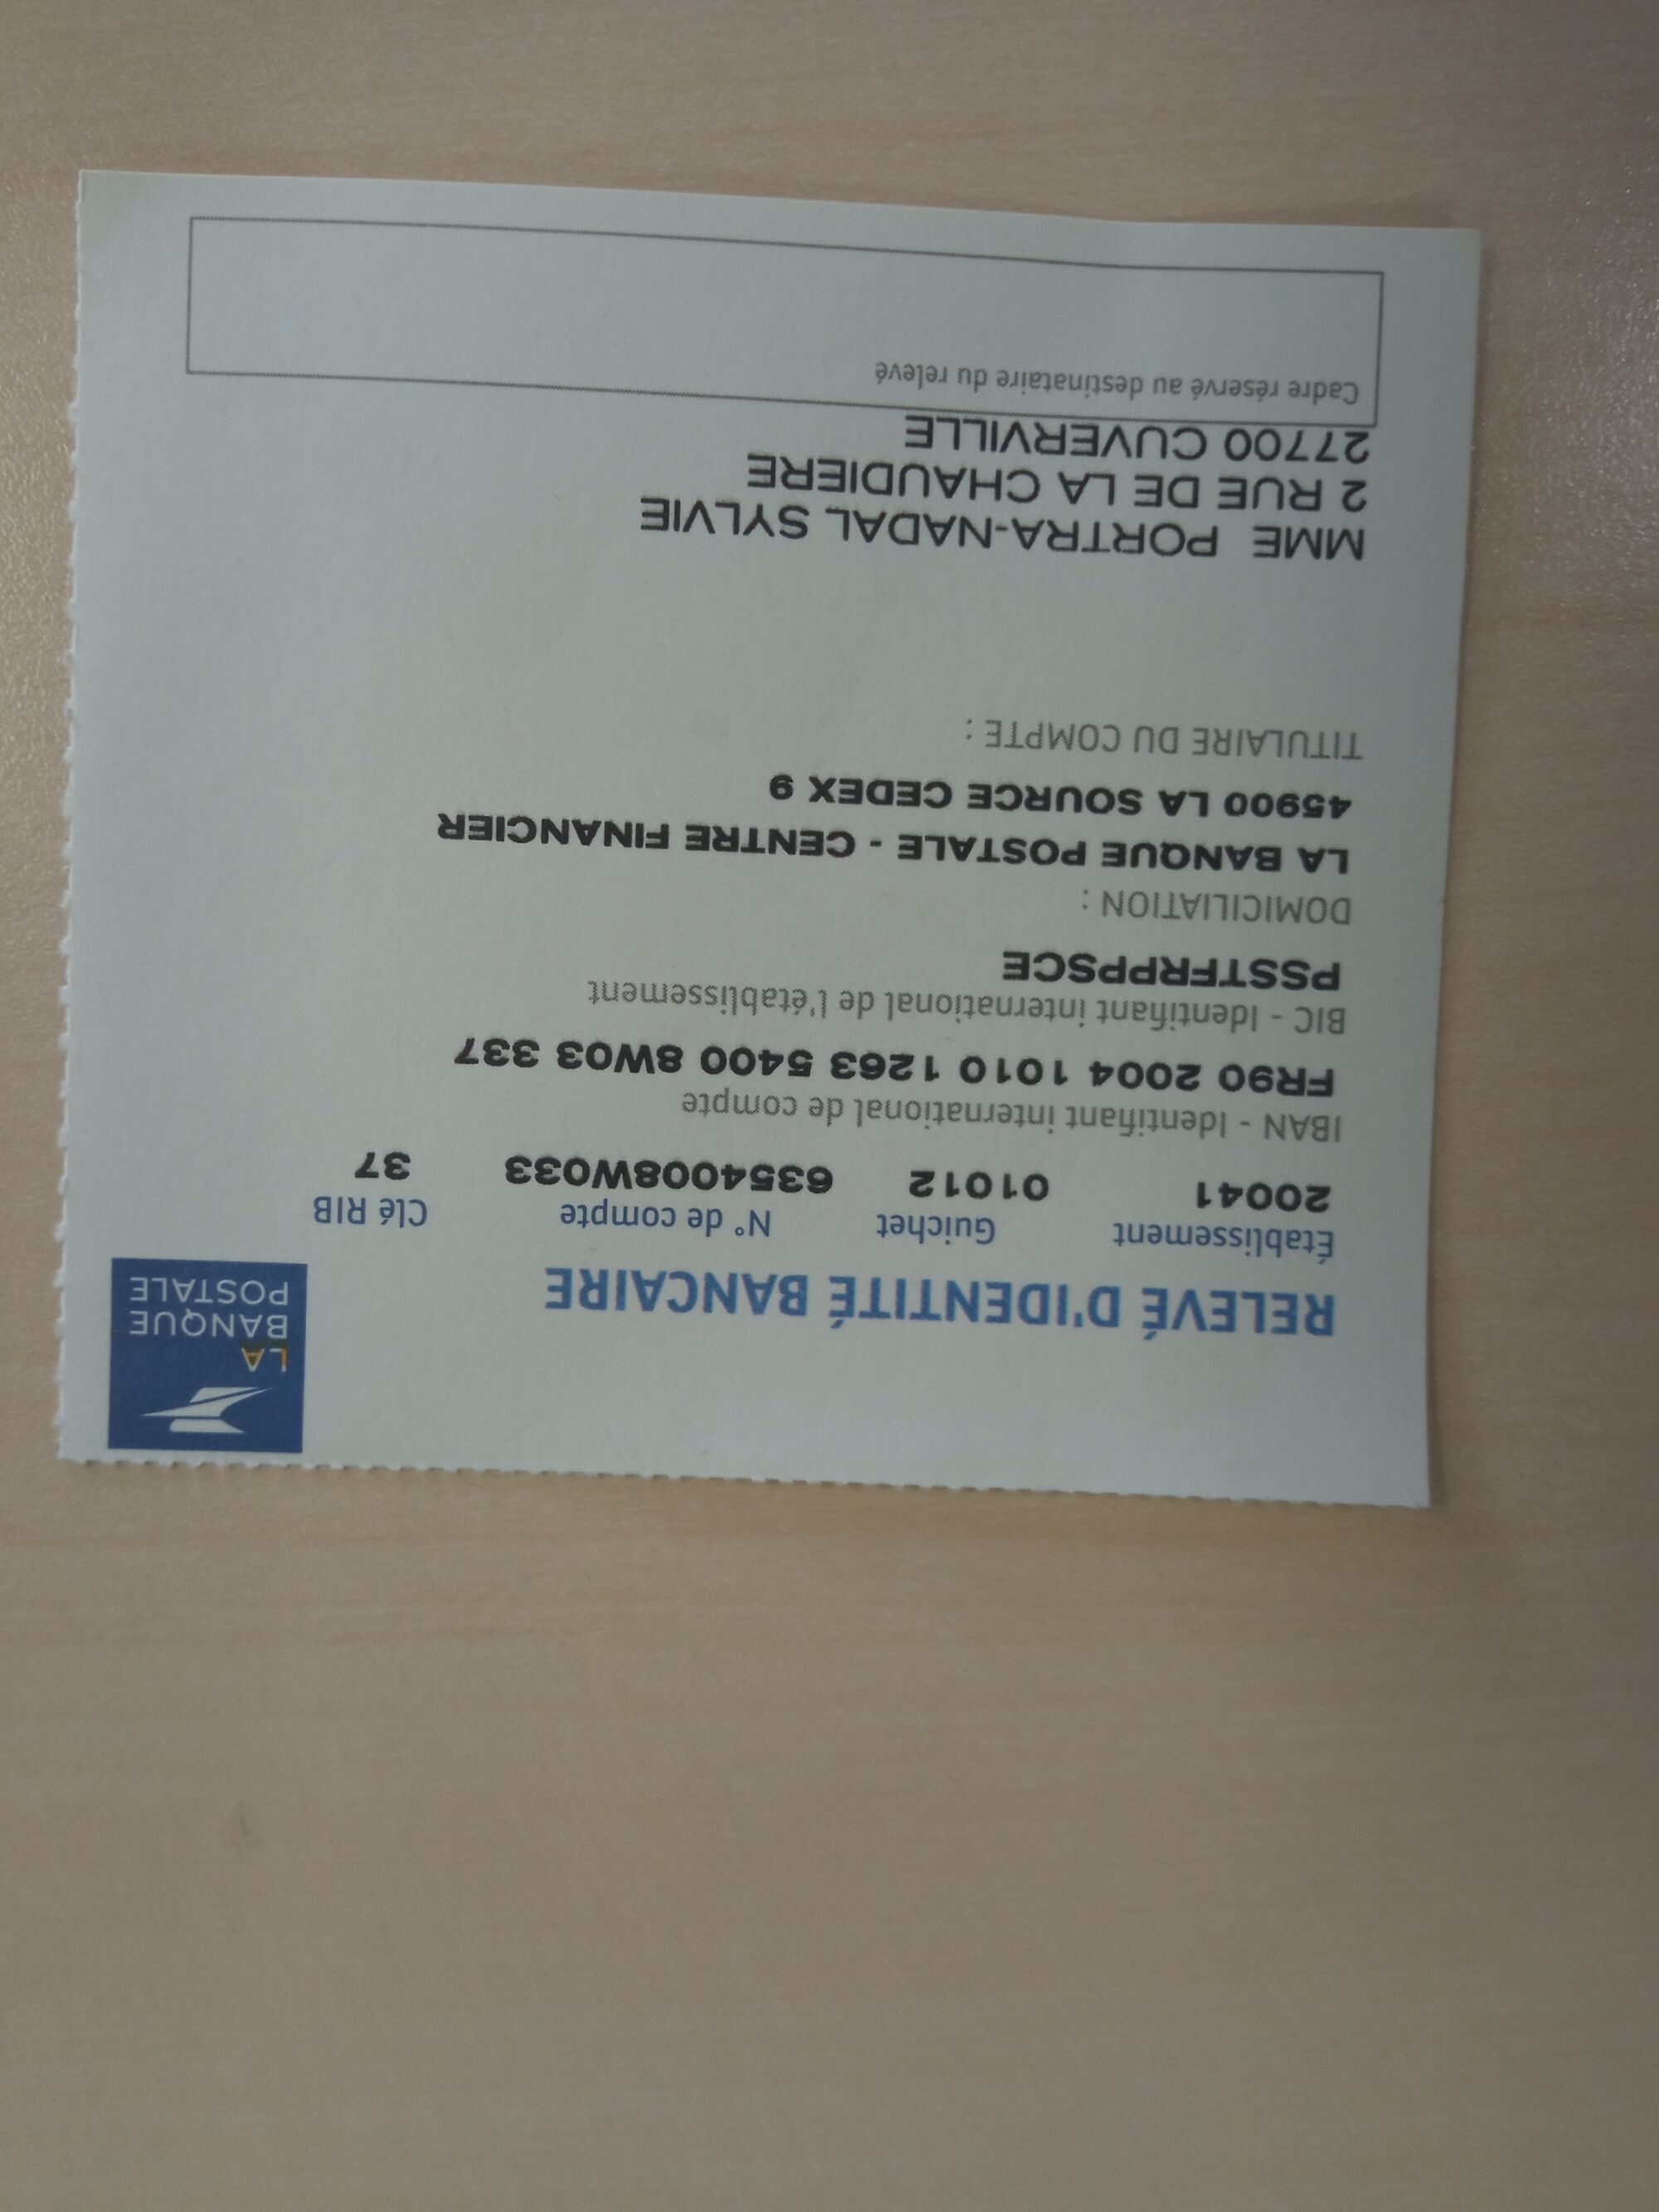 LA
BANQUE
POSTALE
RELEVÉ D'IDENTITÉ BANCAIRE
Établissement Guichet N° de compte Clé RIB
20041 01012 6354008W033 37
IBAN - Identifiant international de compte
FR90 2004 1010 1263 5400 8W03 337
BIC - Identifiant international de l'établissement
PSSTFRPPSCE
DOMICILIATION :
LA BANQUE POSTALE - CENTRE FINANCIER
45900 LA SOURCE CEDEX 9
TITULAIRE DU COMPTE :
MME PORTRA-NADAL SYLVIE
2 RUE DE LA CHAUDIERE
27700 CUVERVILLE
Cadre réservé au destinataire du relevé